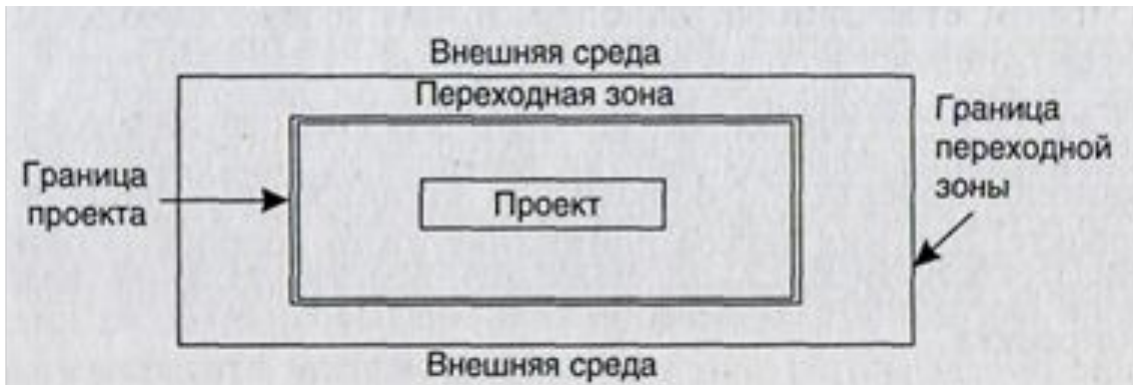 Внешняя среда
Переходная зона
Граница
переходной
зоны
Граница
проекта
Проект
Внешняя среда